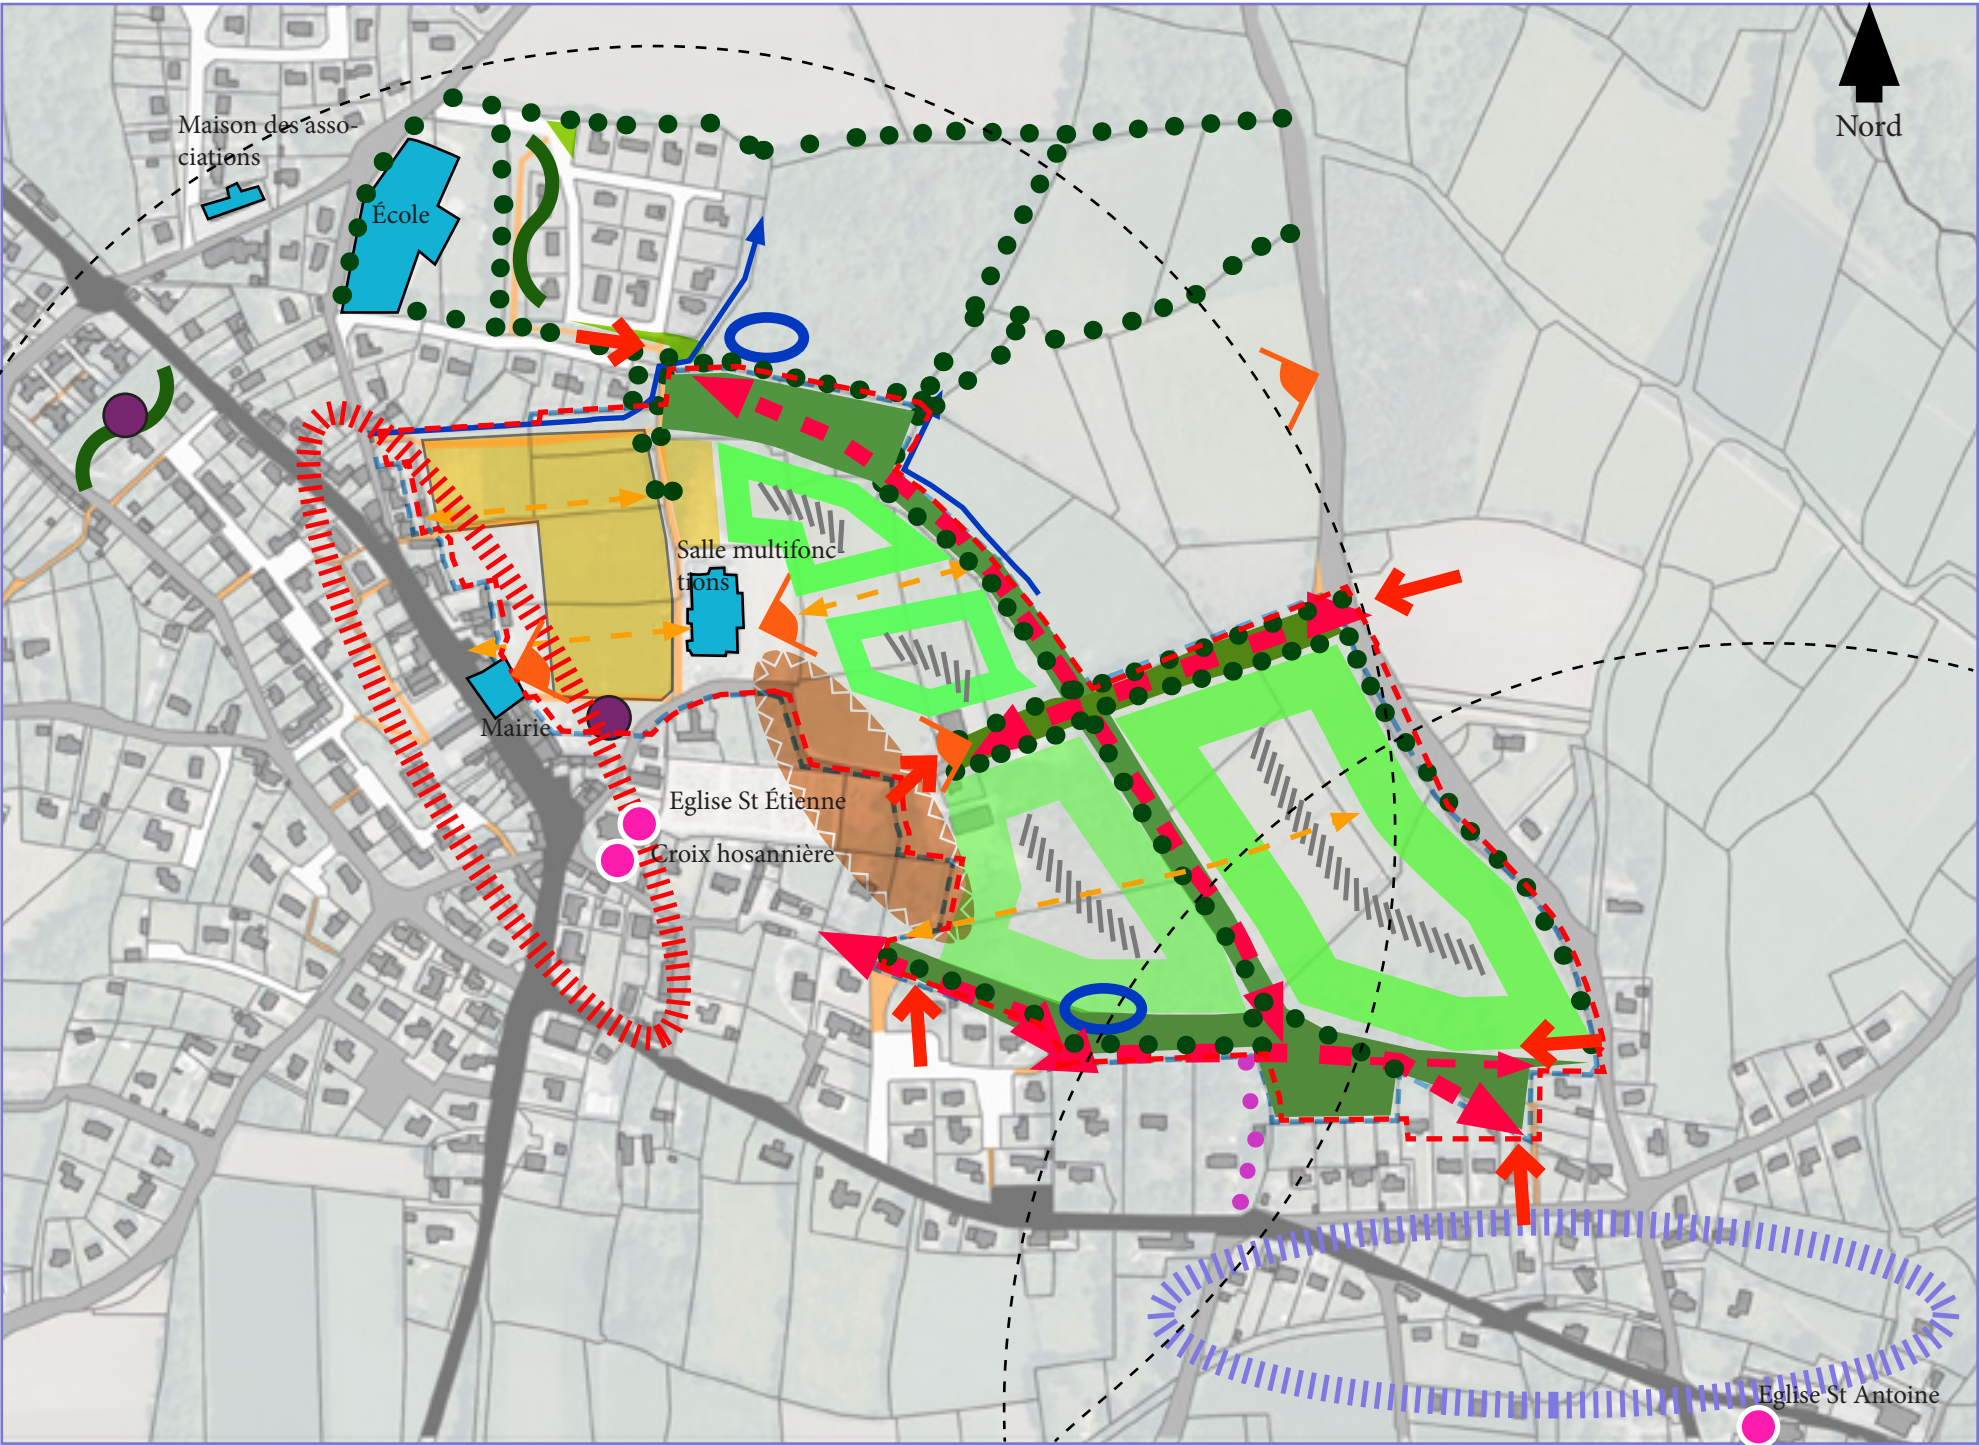 Maison des asso-
ciations
Nord
École
Salle multifonc-
tions
Mairie
Eglise St Étienne
Croix hosannière
Eglise St Antoine